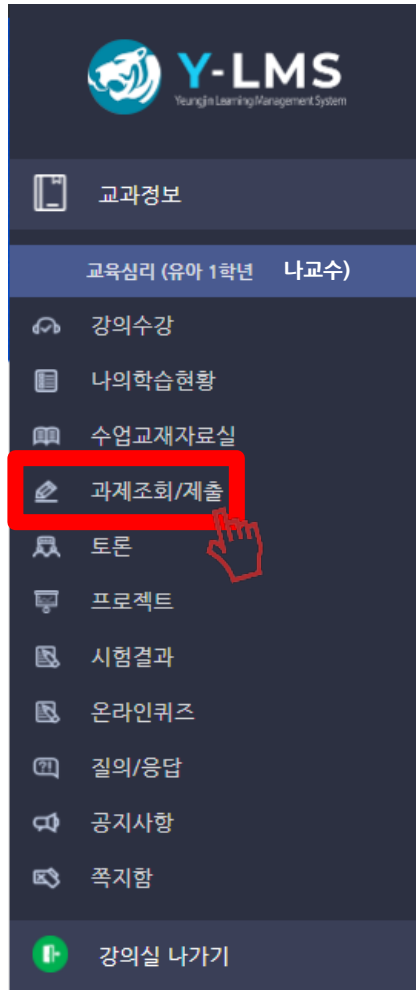 Y-LMS
Yeungjin Learning Management System
교과정보
교육심리 (유아 1학년 나교수)
강의수강
나의학습현황
수업교재자료실
과제조회/제출
토론
프로젝트
시험결과
온라인퀴즈
질의/응답
공지사항
쪽지함
강의실 나가기